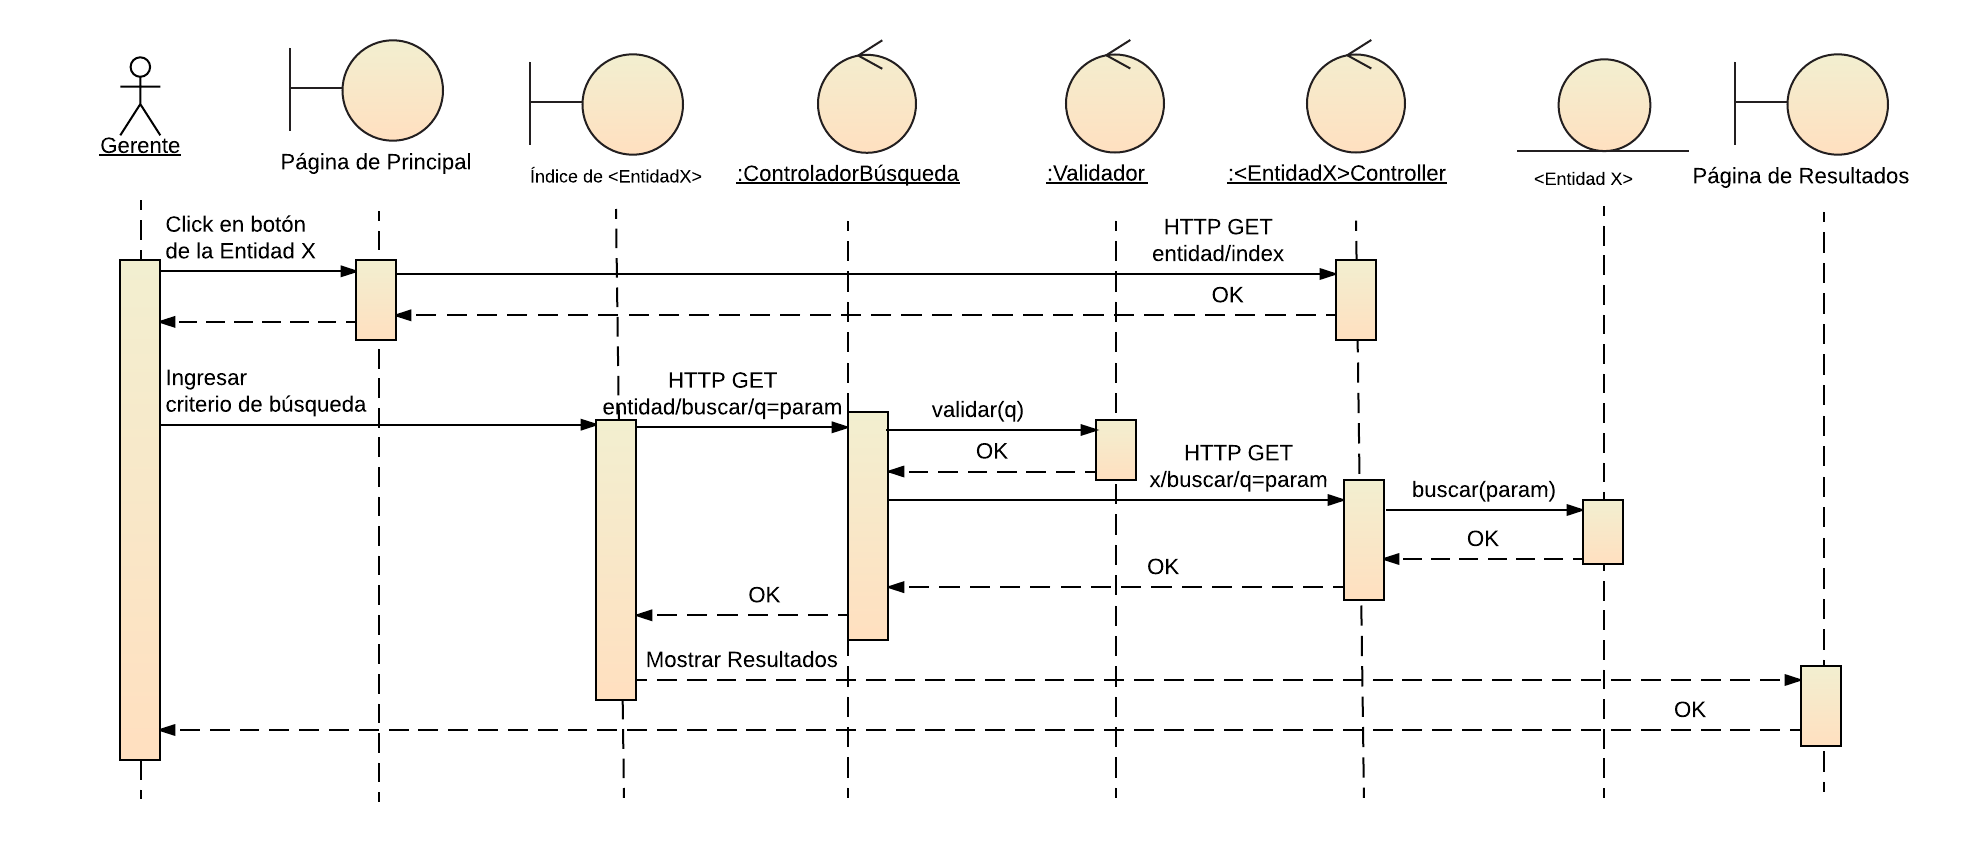 Gerente
Página de Principal
Índice de <EntidadX>
:ControladorBúsqueda
:Validador
:<EntidadX>Controller
<Entidad X>
Página de Resultados
Click en botón
de la Entidad X
HTTP GET
entidad/index
OK
Ingresar
criterio de búsqueda
HTTP GET
entidad/buscar/q=param
validar(q)
OK
HTTP GET
x/buscar/q=param
buscar(param)
OK
OK
OK
Mostrar Resultados
OK